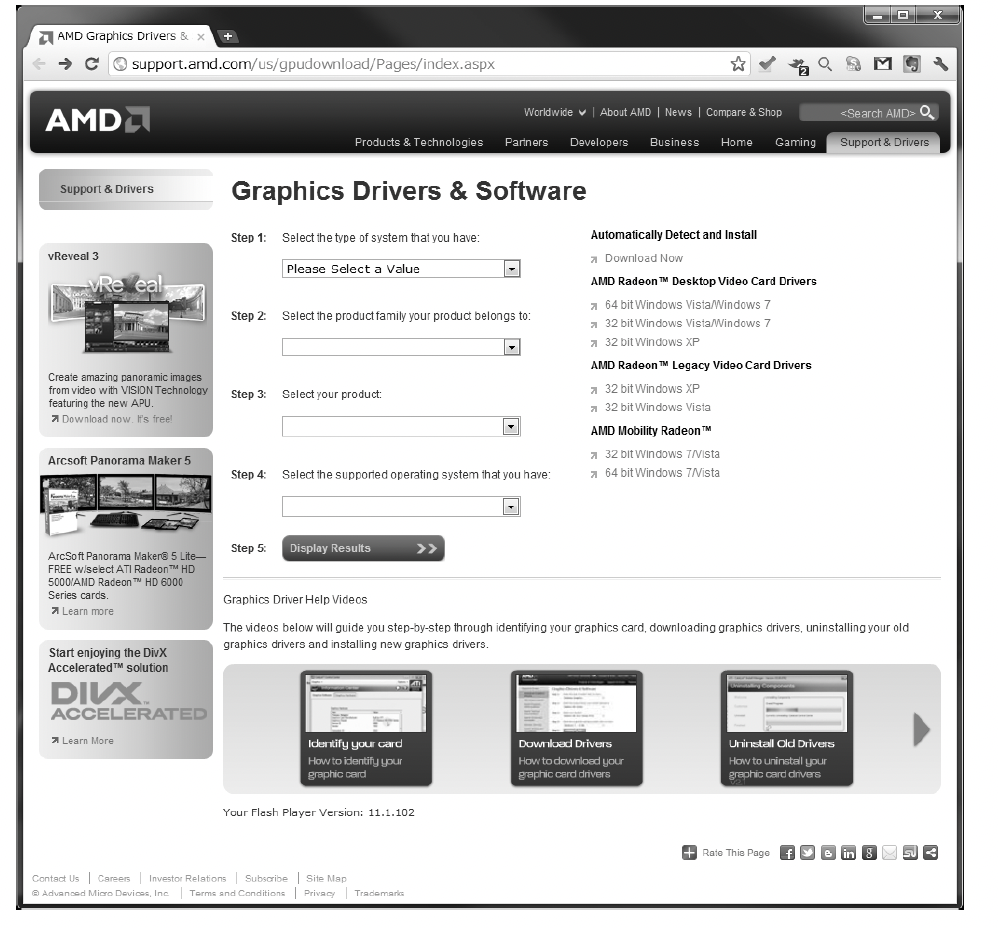 AMD Graphics Drivers &
support.amd.com/us/gpudownload/Pages/index.aspx
2
AMD
Worldwide | About AMD | News | Compare & Shop
<Search AMD>
Products & Technologies Partners Developers Business Home Gaming Support & Drivers
Support & Drivers
vReveal 3
vReveal
Create amazing panoramic images
from video with VISION Technology
featuring the new APU.
Download now. It's free!
Arcsoft Panorama Maker 5
ArcSoft Panorama Maker® 5 Lite—
FREE w/select ATI Radeon™ HD
5000/AMD Radeon™ HD 6000
Series cards.
Learn more
Start enjoying the DivX
Accelerated™ solution
DIVX™
ACCELERATED
Learn More
Graphics Drivers & Software
Step 1: Select the type of system that you have:
Please Select a Value
Step 2: Select the product family your product belongs to:
Step 3: Select your product:
Step 4: Select the supported operating system that you have:
Step 5: Display Results
Automatically Detect and Install
Download Now
AMD Radeon™ Desktop Video Card Drivers
64 bit Windows Vista/Windows 7
32 bit Windows Vista/Windows 7
32 bit Windows XP
AMD Radeon™ Legacy Video Card Drivers
32 bit Windows XP
32 bit Windows Vista
AMD Mobility Radeon™
32 bit Windows 7/Vista
64 bit Windows 7/Vista
Graphics Driver Help Videos
The videos below will guide you step-by-step through identifying your graphics card, downloading graphics drivers, uninstalling your old
graphics drivers and installing new graphics drivers.
Identify your card
How to identify your
graphic card
Download Drivers
How to download your
graphic card drivers
Uninstall Old Drivers
How to uninstall your
graphic card drivers
Your Flash Player Version: 11.1.102
Rate This Page
Contact Us | Careers | Investor Relations | Subscribe | Site Map
© Advanced Micro Devices, Inc. | Terms and Conditions | Privacy | Trademarks